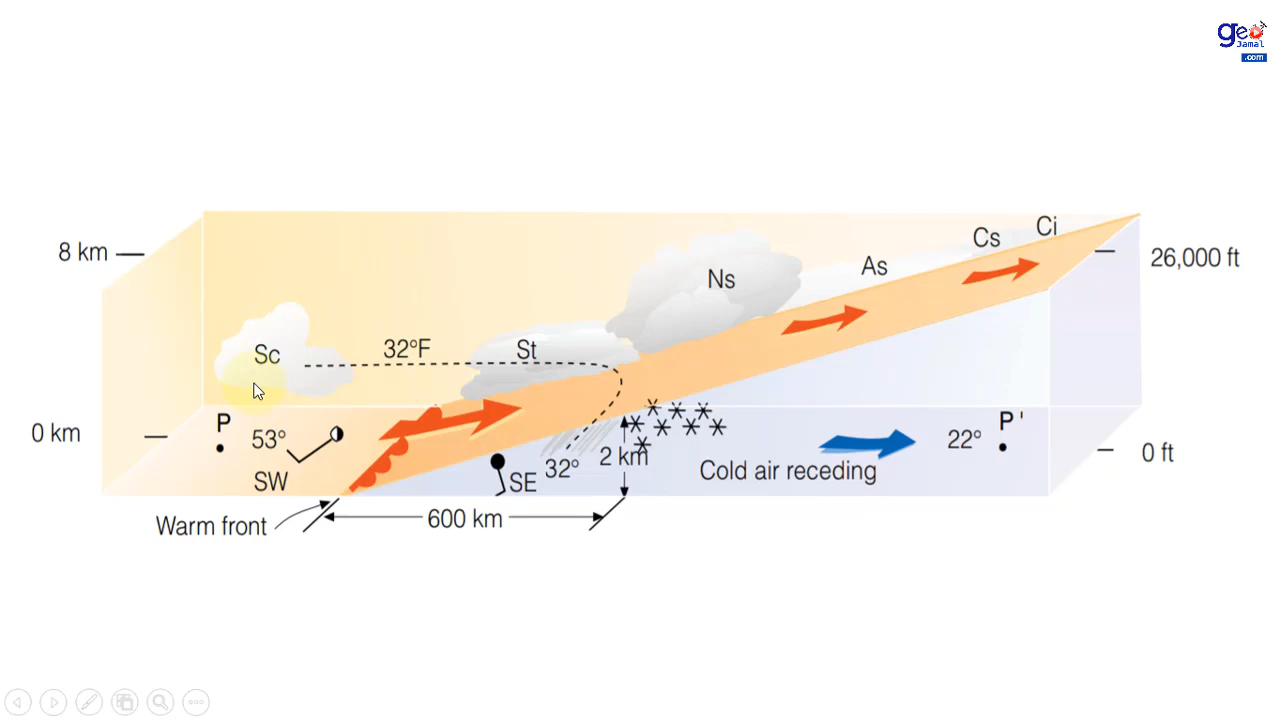 geo
Jamal
.com
8 km
26,000 ft
Ci
Cs
As
Ns
St
32°F
Sc
P
53°
SW
0 km
SE
32°
2 km
Cold air receding
22°
P'
0 ft
Warm front
600 km